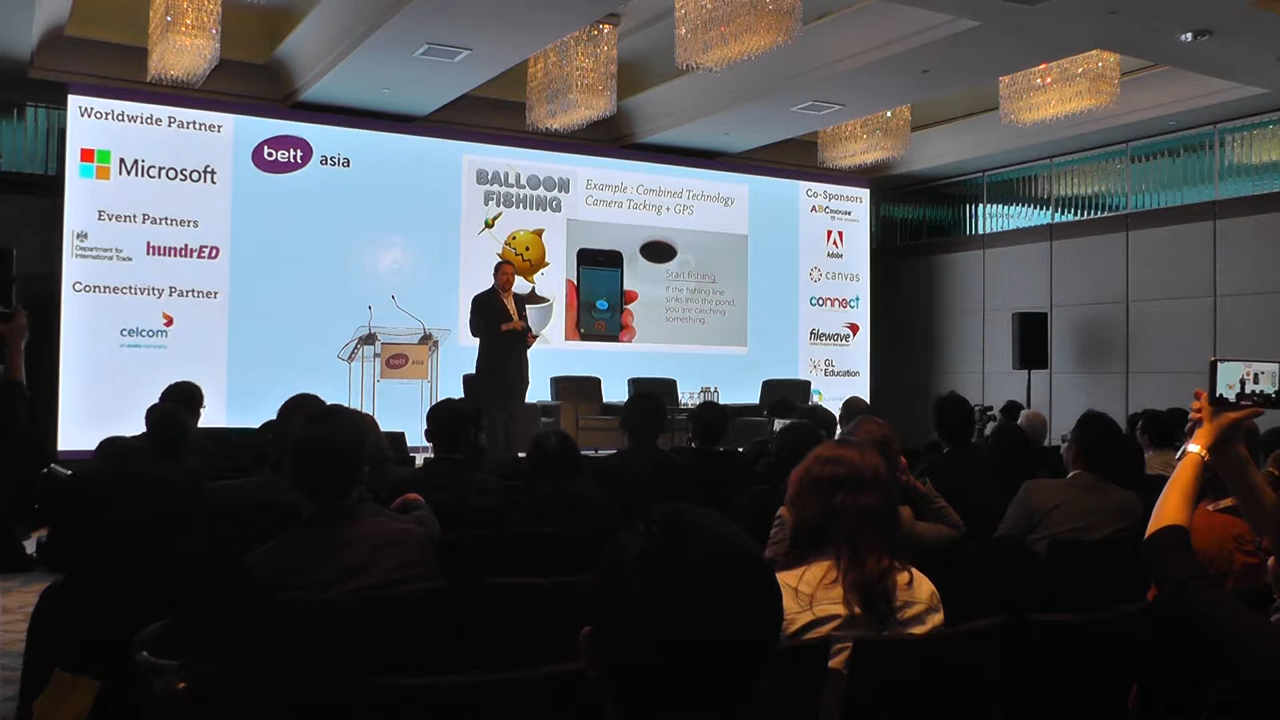 Worldwide Partner
Microsoft
Event Partners
Department for
International Trade
hundrED
Connectivity Partner
celcom
bett asia
BALLOON
FISHING
Example : Combined Technology
Camera Tacking + GPS
Start fishing
If the fishing line
sinks into the pond,
you are catching
something.
bett asia
Co-Sponsors
ABCmouse
Adobe
canvas
connect
filewave
GL
Education